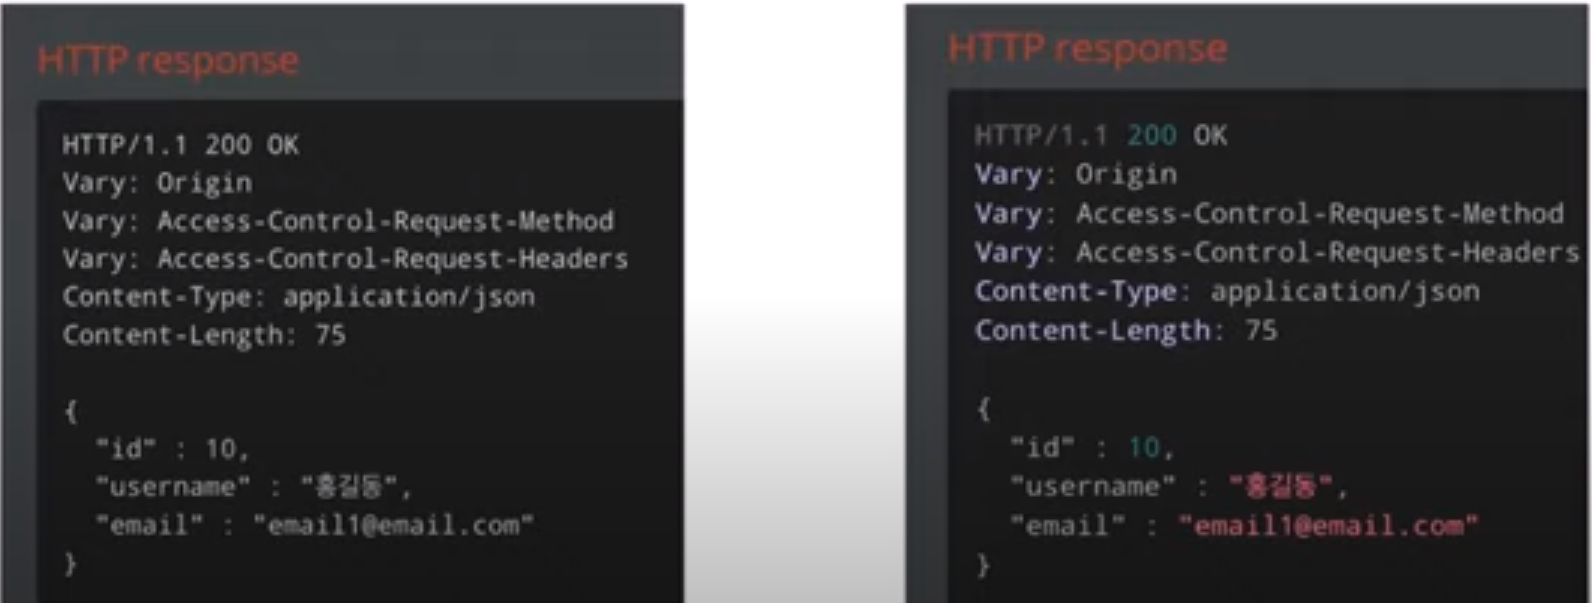 HTTP response
HTTP/1.1 200 OK
Vary: Origin
Vary: Access-Control-Request-Method
Vary: Access-Control-Request-Headers
Content-Type: application/json
Content-Length: 75
{
"id" : 10,
"username" : "홍길동",
"email" : "email1@email.com"
}
HTTP response
HTTP/1.1 200 OK
Vary: Origin
Vary: Access-Control-Request-Method
Vary: Access-Control-Request-Headers
Content-Type: application/json
Content-Length: 75
{
"id" : 10,
"username" : "홍길동",
"email" : "email1@email.com"
}